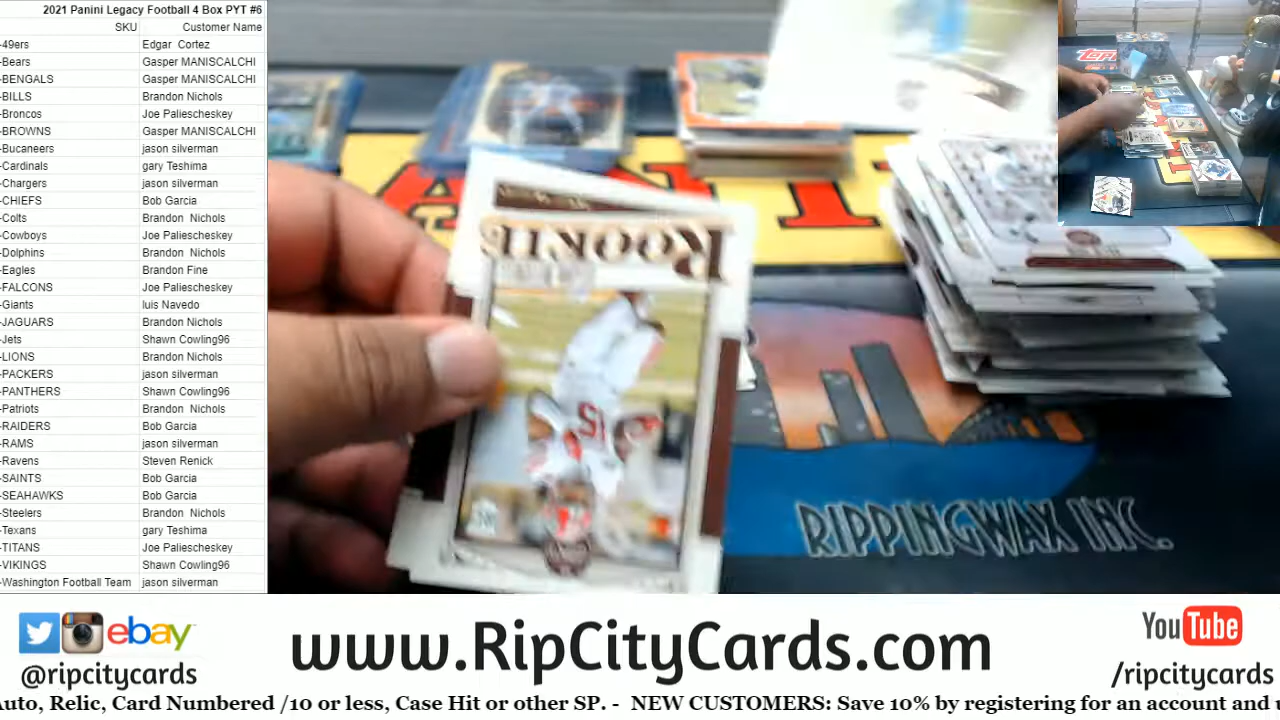 2021 Panini Legacy Football 4 Box PYT #6
SKU Customer Name
-49ers Edgar Cortez
-Bears Gasper MANISCALCHI
-BENGALS Gasper MANISCALCHI
-BILLS Brandon Nichols
-Broncos Joe Paliescheskey
-BROWNS Gasper MANISCALCHI
-Bucaneers jason silverman
-Cardinals gary Teshima
-Chargers jason silverman
-CHIEFS Bob Garcia
-Colts Brandon Nichols
-Cowboys Joe Paliescheskey
-Dolphins Brandon Nichols
-Eagles Brandon Fine
-FALCONS Joe Paliescheskey
-Giants luis Navedo
-JAGUARS Brandon Nichols
-Jets Shawn Cowling96
-LIONS Brandon Nichols
-PACKERS jason silverman
-PANTHERS Shawn Cowling96
-Patriots Brandon Nichols
-RAIDERS Bob Garcia
-RAMS jason silverman
-Ravens Steven Renick
-SAINTS Bob Garcia
-SEAHAWKS Bob Garcia
-Steelers Brandon Nichols
-Texans gary Teshima
-TITANS Joe Paliescheskey
-VIKINGS Shawn Cowling96
-Washington Football Team jason silverman
topps
ROOKIE
15
RIPPINGWAX INC.
ebay
@ripcitycards
www.RipCityCards.com
YouTube
/ripcitycards
Auto, Relic, Card Numbered /10 or less, Case Hit or other SP. - NEW CUSTOMERS: Save 10% by registering for an account and